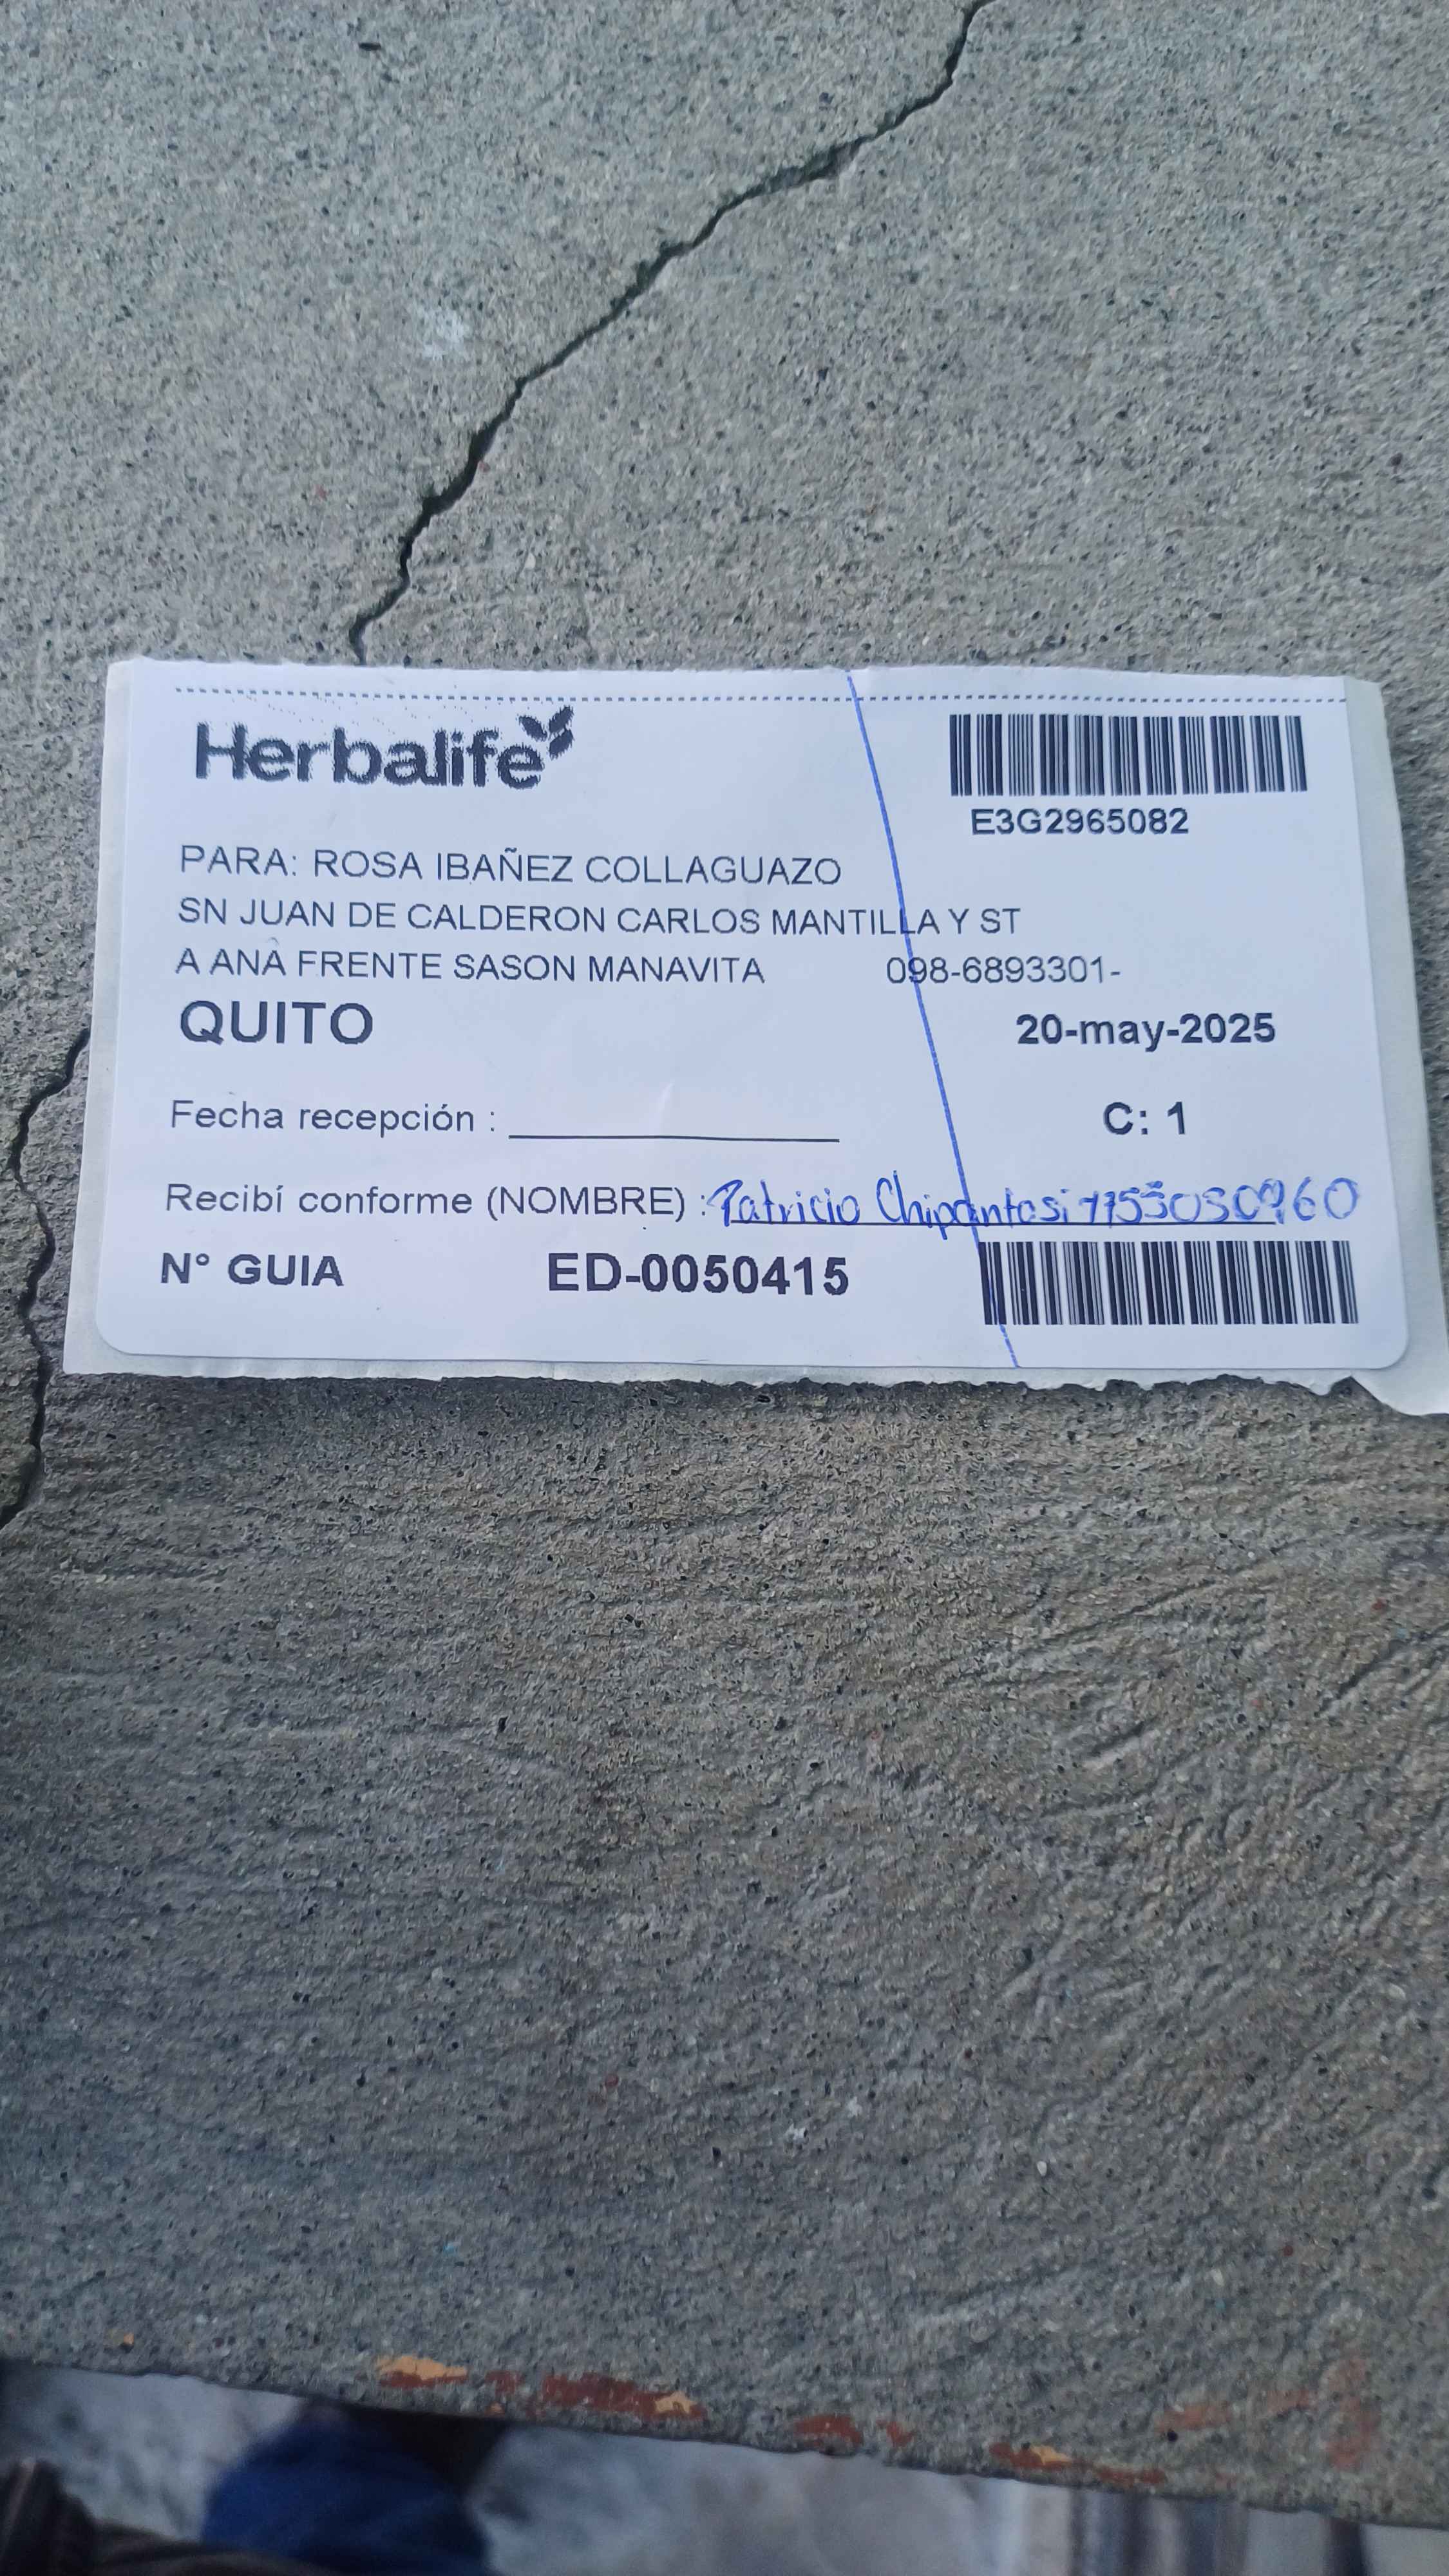 Herbalife
E3G2965082
PARA: ROSA IBAÑEZ COLLAGUAZO
SN JUAN DE CALDERON CARLOS MANTILLA Y ST
A ANA FRENTE SASON MANAVITA 098-6893301-
QUITO 20-may-2025
Fecha recepción : C: 1
Recibí conforme (NOMBRE) : Patricio Chipantasi
N° GUIA ED-0050415